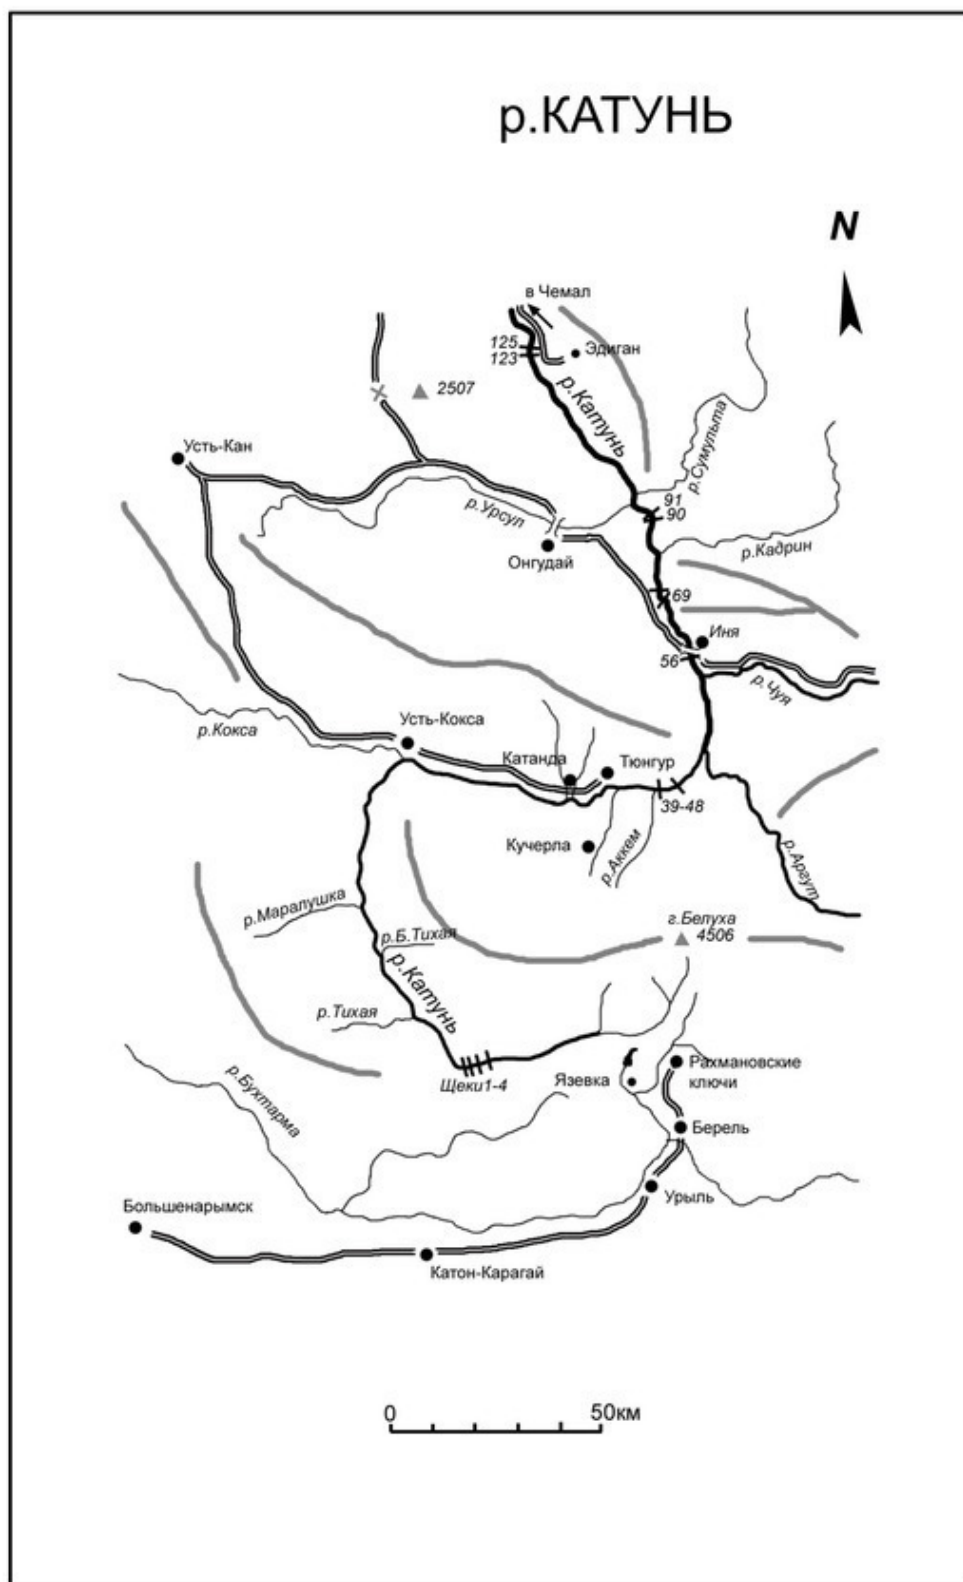 р.КАТУНЬ
N
в Чемал
125
123
Эдиган
2507
р.Катунь
р.Сумульта
Усть-Кан
91
90
р.Урсул
р.Кадрин
Онгудай
69
Иня
56
р.Чуя
р.Кокса
Усть-Кокса
Катанда
Тюнгур
39-48
Кучерла
р.Аккем
р.Аргут
р.Маралушка
г.Белуха
4506
р.Б.Тихая
р.Катунь
р.Тихая
Щеки1-4
Язевка
Рахмановские
ключи
р.Бухтарма
Берель
Урыль
Большенарымск
Катон-Карагай
0
50км